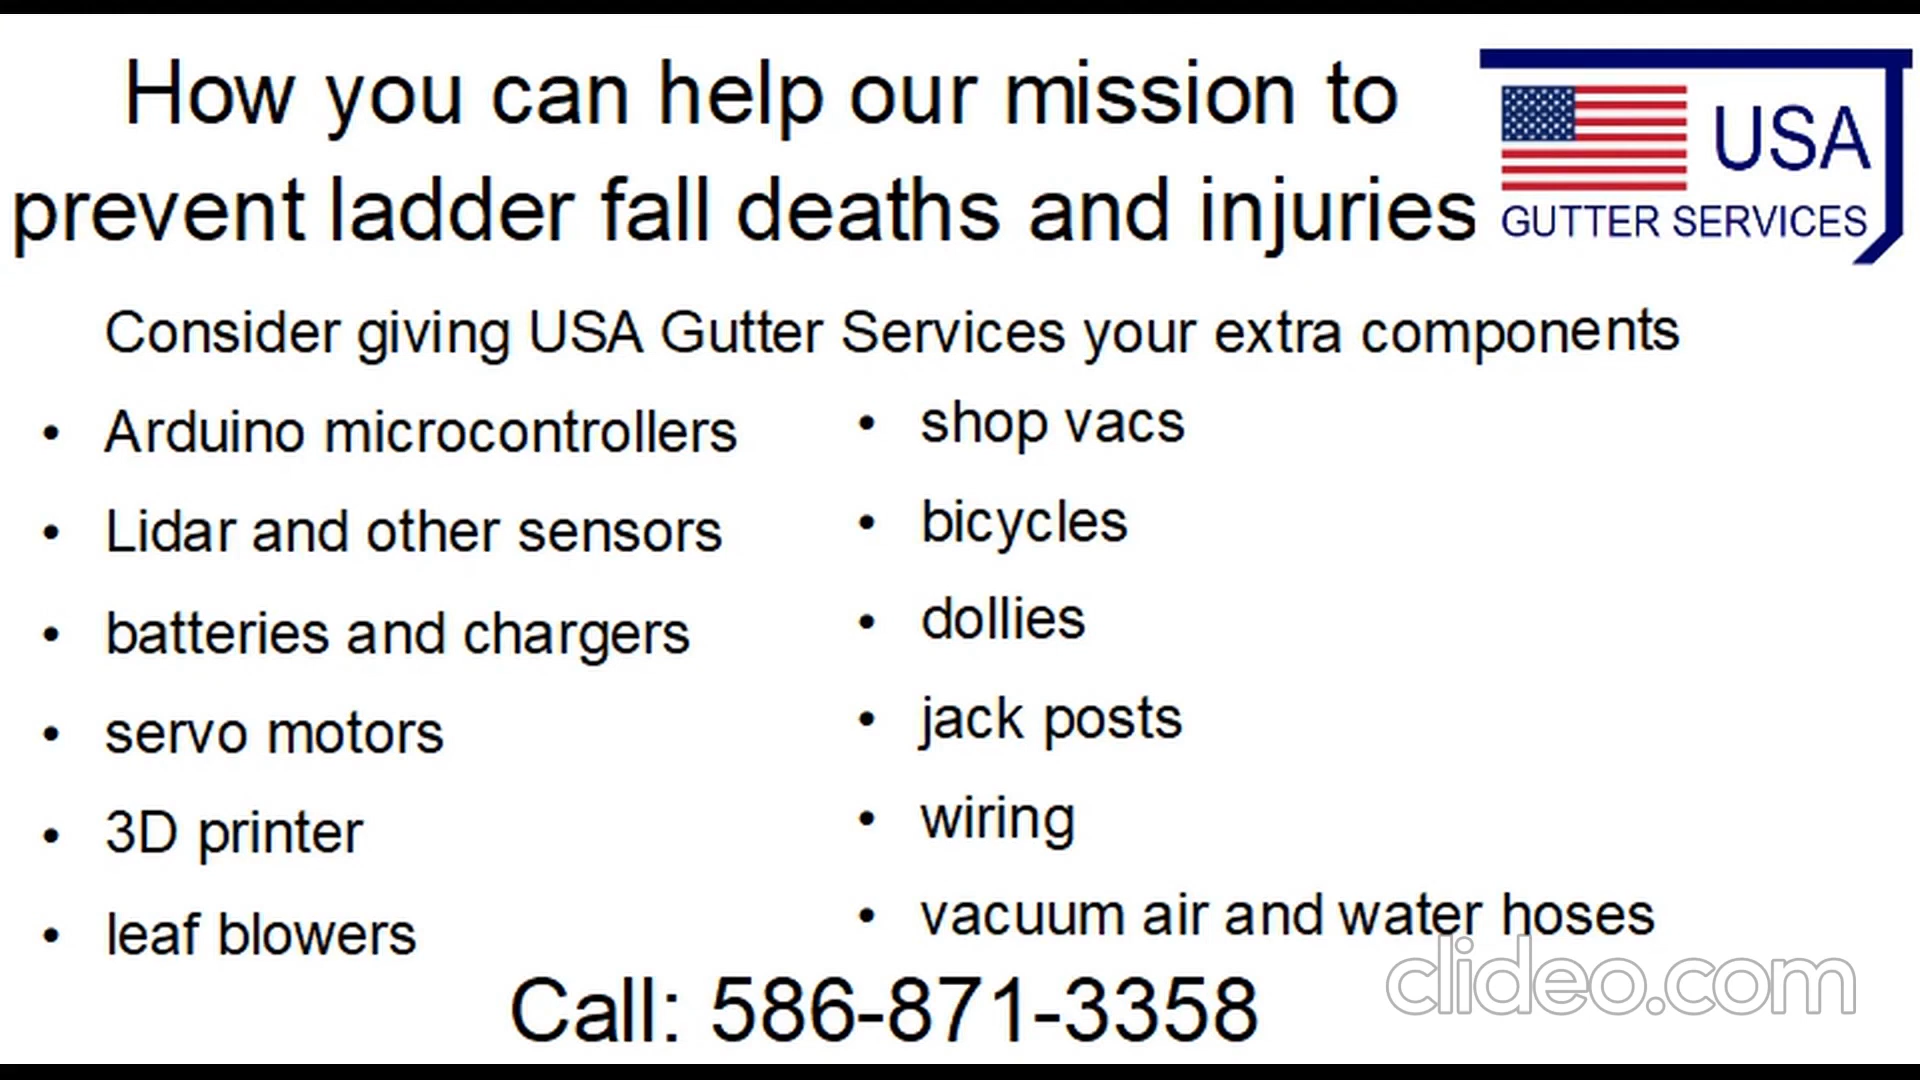 How you can help our mission to
prevent ladder fall deaths and injuries
USA
GUTTER SERVICES
Consider giving USA Gutter Services your extra components
• Arduino microcontrollers
• Lidar and other sensors
• batteries and chargers
• servo motors
• 3D printer
• leaf blowers
• shop vacs
• bicycles
• dollies
• jack posts
• wiring
• vacuum air and water hoses
Call: 586-871-3358
clideo.com